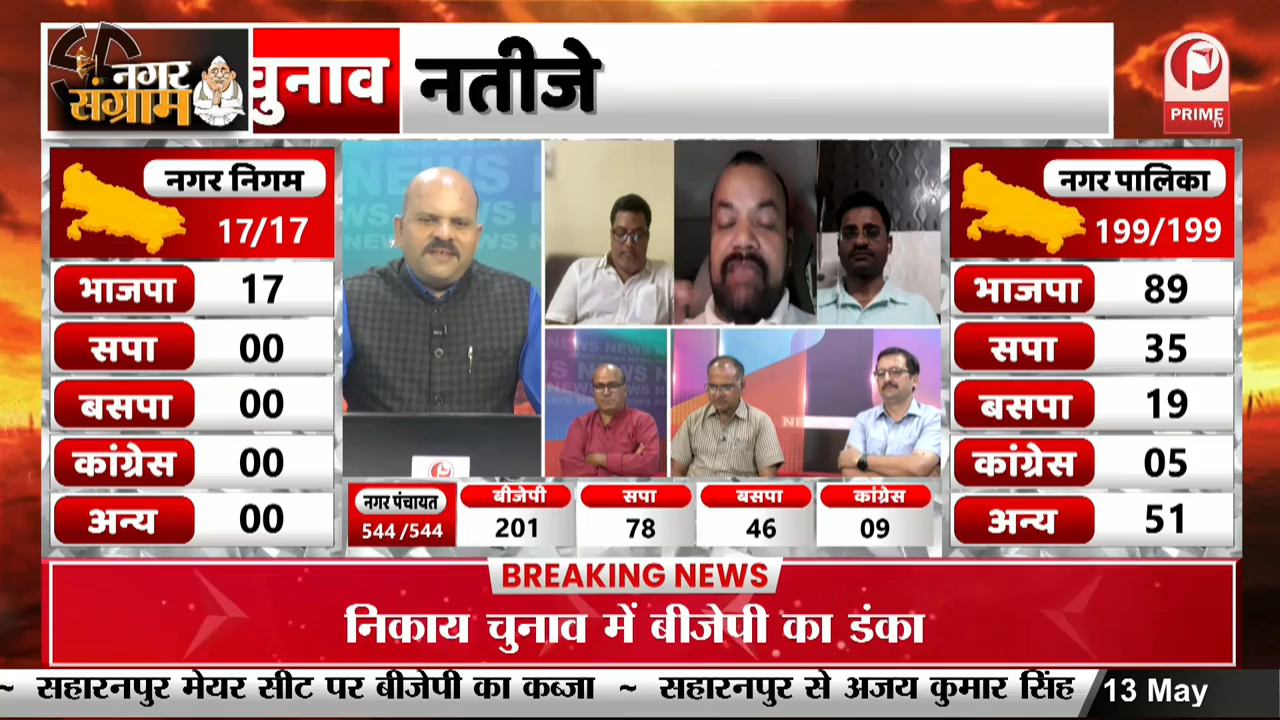 नगर
संग्राम
चुनाव
नतीजे
PRIME
TV
नगर निगम
17/17
भाजपा 17
सपा 00
बसपा 00
कांग्रेस 00
अन्य 00
NEWS
नगर पालिका
199/199
भाजपा 89
सपा 35
बसपा 19
कांग्रेस 05
अन्य 51
नगर पंचायत
544/544
बीजेपी 201
सपा 78
बसपा 46
कांग्रेस 09
BREAKING NEWS
निकाय चुनाव में बीजेपी का डंका
~ सहारनपुर मेयर सीट पर बीजेपी का कब्जा ~ सहारनपुर से अजय कुमार सिंह
13 May